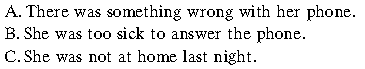 A. There was something wrong with her phone.
B. She was too sick to answer the phone.
C. She was not at home last night.